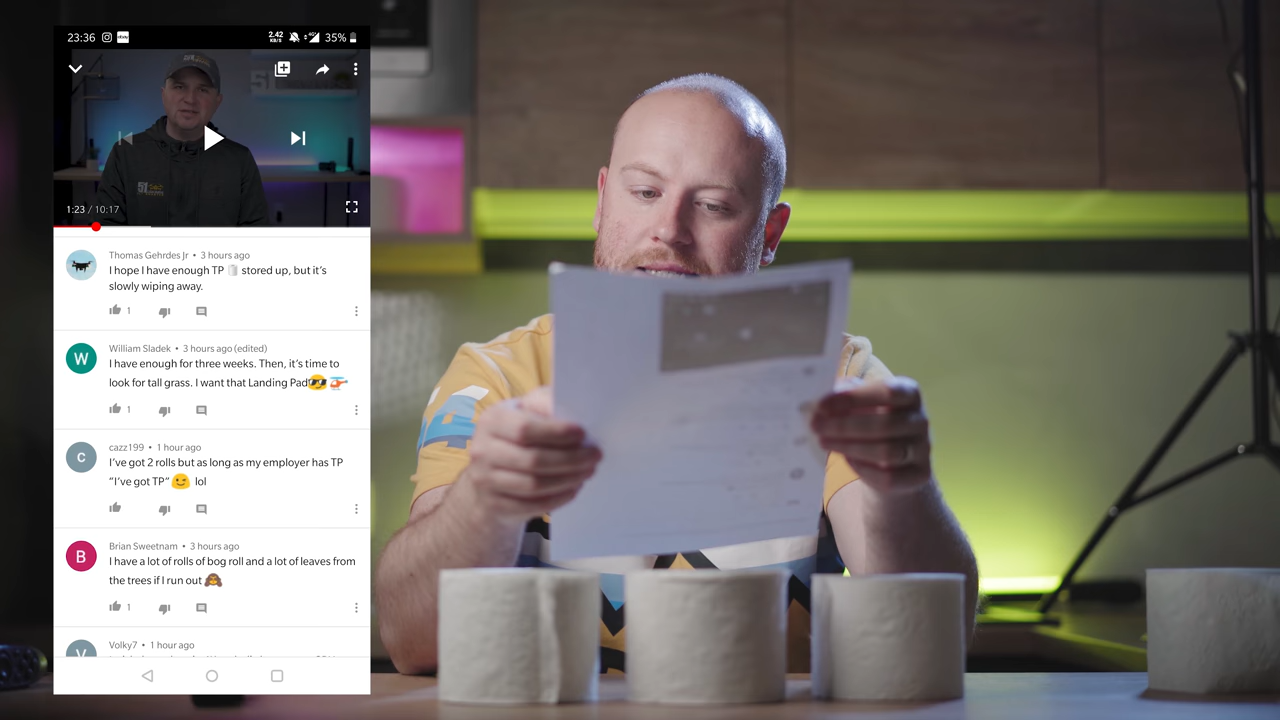 23:36
2.42
KB/S
35%
51
1:23 / 10:17
Thomas Gehrdes Jr • 3 hours ago
I hope I have enough TP 🧻 stored up, but it's
slowly wiping away.
1
William Sladek • 3 hours ago (edited)
W
I have enough for three weeks. Then, it's time to
look for tall grass. I want that Landing Pad😎 🚁
1
cazz199 • 1 hour ago
c
I've got 2 rolls but as long as my employer has TP
"I've got TP" 😉 lol
Brian Sweetnam • 3 hours ago
B
I have a lot of rolls of bog roll and a lot of leaves from
the trees if I run out 🙈
1
Volky7 • 1 hour ago
V